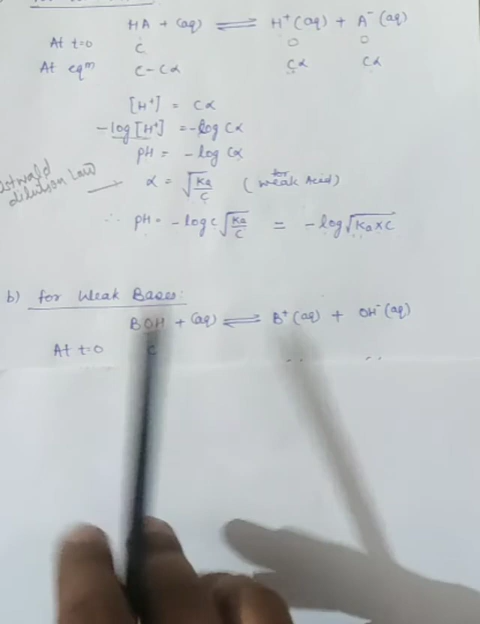 HA + (aq) ⇌ H⁺(aq) + A⁻(aq)
At t=0 C 0 0
At eqm C-Cα Cα Cα
[H⁺] = Cα
-log[H⁺] = -log Cα
pH = -log Cα
Ostwald dilution Law → α = √(Ka/C) (for weak Acid)
∴ pH = -log C√(Ka/C) = -log√(Ka×C)
b) for Weak Bases:
BOH + (aq) ⇌ B⁺(aq) + OH⁻(aq)
At t=0 C